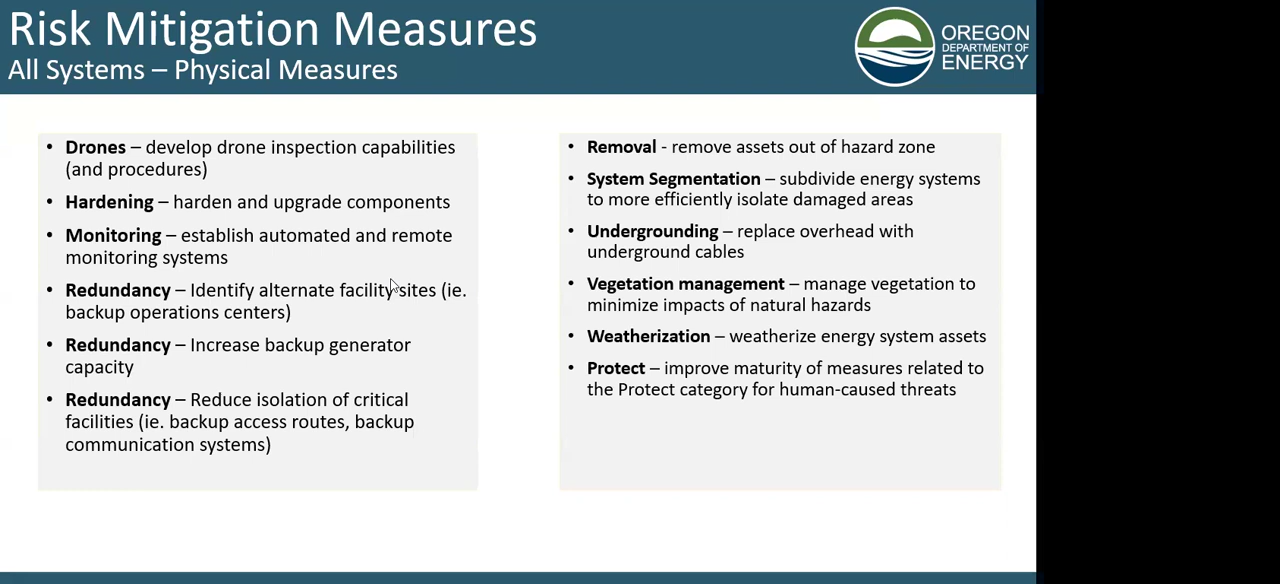 Risk Mitigation Measures
All Systems – Physical Measures
OREGON
DEPARTMENT OF
ENERGY
• Drones – develop drone inspection capabilities
(and procedures)
• Hardening – harden and upgrade components
• Monitoring – establish automated and remote
monitoring systems
• Redundancy – Identify alternate facility sites (ie.
backup operations centers)
• Redundancy – Increase backup generator
capacity
• Redundancy – Reduce isolation of critical
facilities (ie. backup access routes, backup
communication systems)
• Removal - remove assets out of hazard zone
• System Segmentation – subdivide energy systems
to more efficiently isolate damaged areas
• Undergrounding – replace overhead with
underground cables
• Vegetation management – manage vegetation to
minimize impacts of natural hazards
• Weatherization – weatherize energy system assets
• Protect – improve maturity of measures related to
the Protect category for human-caused threats